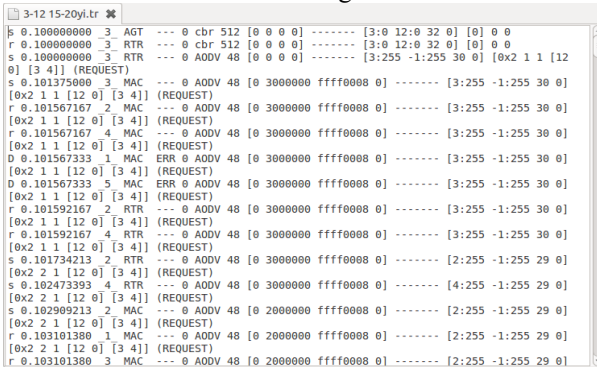 3-12 15-20yi.tr
s 0.100000000 _3_ AGT --- 0 cbr 512 [0 0 0 0] ------- [3:0 12:0 32 0] [0] 0 0
r 0.100000000 _3_ RTR --- 0 cbr 512 [0 0 0 0] ------- [3:0 12:0 32 0] [0] 0 0
s 0.100000000 _3_ RTR --- 0 AODV 48 [0 0 0 0] ------- [3:255 -1:255 30 0] [0x2 1 1 [12
0] [3 4]] (REQUEST)
s 0.101375000 _3_ MAC --- 0 AODV 48 [0 3000000 ffff0008 0] ------- [3:255 -1:255 30 0]
[0x2 1 1 [12 0] [3 4]] (REQUEST)
r 0.101567167 _2_ MAC --- 0 AODV 48 [0 3000000 ffff0008 0] ------- [3:255 -1:255 30 0]
[0x2 1 1 [12 0] [3 4]] (REQUEST)
r 0.101567167 _4_ MAC --- 0 AODV 48 [0 3000000 ffff0008 0] ------- [3:255 -1:255 30 0]
[0x2 1 1 [12 0] [3 4]] (REQUEST)
D 0.101567333 _1_ MAC ERR 0 AODV 48 [0 3000000 ffff0008 0] ------- [3:255 -1:255 30 0]
[0x2 1 1 [12 0] [3 4]] (REQUEST)
D 0.101567333 _5_ MAC ERR 0 AODV 48 [0 3000000 ffff0008 0] ------- [3:255 -1:255 30 0]
[0x2 1 1 [12 0] [3 4]] (REQUEST)
r 0.101592167 _2_ RTR --- 0 AODV 48 [0 3000000 ffff0008 0] ------- [3:255 -1:255 30 0]
[0x2 1 1 [12 0] [3 4]] (REQUEST)
r 0.101592167 _4_ RTR --- 0 AODV 48 [0 3000000 ffff0008 0] ------- [3:255 -1:255 30 0]
[0x2 1 1 [12 0] [3 4]] (REQUEST)
s 0.101734213 _2_ RTR --- 0 AODV 48 [0 3000000 ffff0008 0] ------- [2:255 -1:255 29 0]
[0x2 2 1 [12 0] [3 4]] (REQUEST)
s 0.102473393 _4_ RTR --- 0 AODV 48 [0 3000000 ffff0008 0] ------- [4:255 -1:255 29 0]
[0x2 2 1 [12 0] [3 4]] (REQUEST)
s 0.102909213 _2_ MAC --- 0 AODV 48 [0 2000000 ffff0008 0] ------- [2:255 -1:255 29 0]
[0x2 2 1 [12 0] [3 4]] (REQUEST)
r 0.103101380 _1_ MAC --- 0 AODV 48 [0 2000000 ffff0008 0] ------- [2:255 -1:255 29 0]
[0x2 2 1 [12 0] [3 4]] (REQUEST)
r 0.103101380 _3_ MAC --- 0 AODV 48 [0 2000000 ffff0008 0] ------- [2:255 -1:255 29 0]